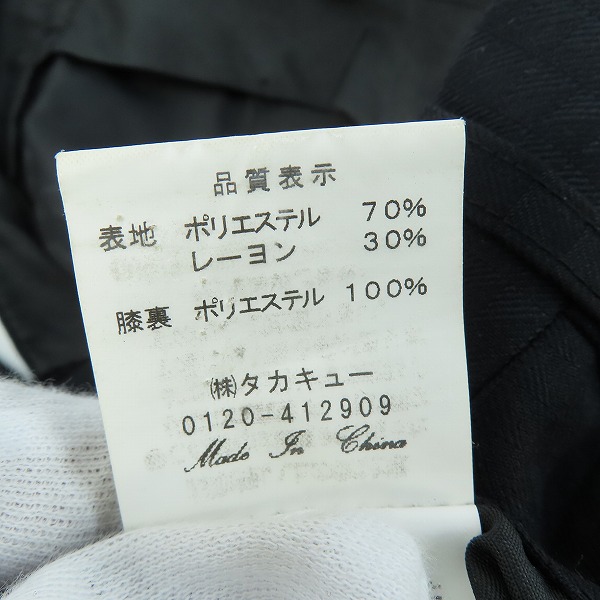 品質表示
表地 ポリエステル 70%
レーヨン 30%
膝裏 ポリエステル 100%
㈱タカキュー
0120-412909
Made In China